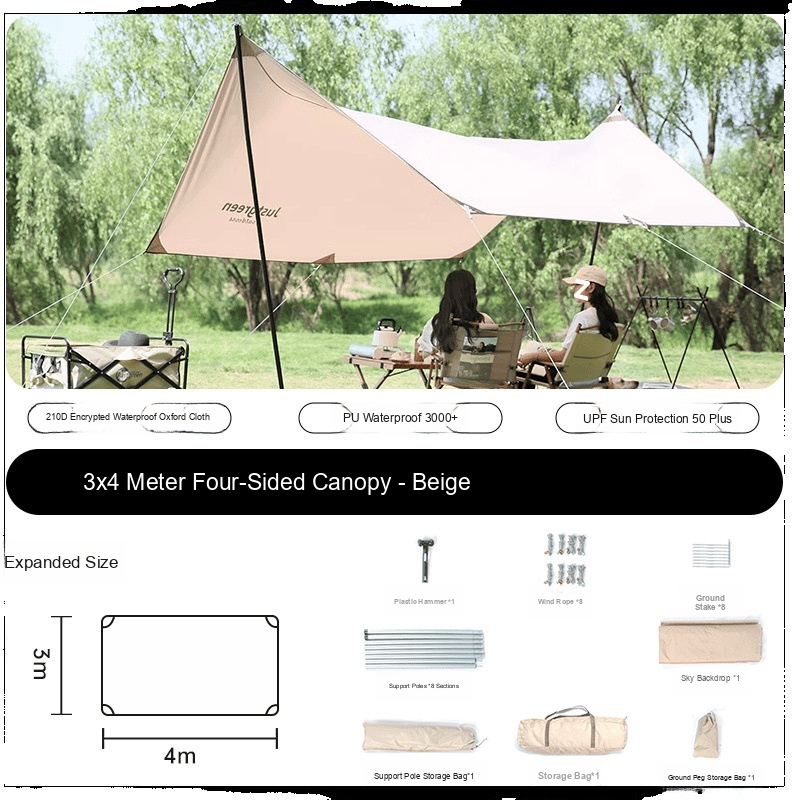 Justgreen
210D Encrypted Waterproof Oxford Cloth
PU Waterproof 3000+
UPF Sun Protection 50 Plus
3x4 Meter Four-Sided Canopy - Beige
Expanded Size
3m
4m
Plastic Hammer *1
Wind Rope *8
Ground
Stake *8
Support Poles *8 Sections
Sky Backdrop *1
Support Pole Storage Bag*1
Storage Bag*1
Ground Peg Storage Bag *1